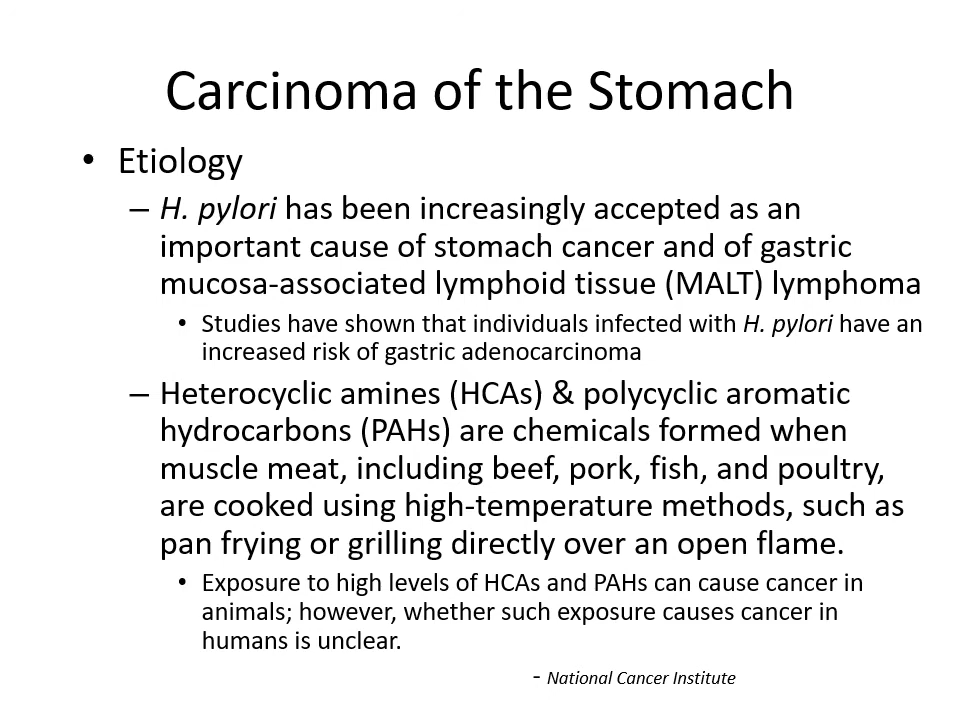 Carcinoma of the Stomach
• Etiology
– H. pylori has been increasingly accepted as an
important cause of stomach cancer and of gastric
mucosa-associated lymphoid tissue (MALT) lymphoma
• Studies have shown that individuals infected with H. pylori have an
increased risk of gastric adenocarcinoma
– Heterocyclic amines (HCAs) & polycyclic aromatic
hydrocarbons (PAHs) are chemicals formed when
muscle meat, including beef, pork, fish, and poultry,
are cooked using high-temperature methods, such as
pan frying or grilling directly over an open flame.
• Exposure to high levels of HCAs and PAHs can cause cancer in
animals; however, whether such exposure causes cancer in
humans is unclear.
- National Cancer Institute